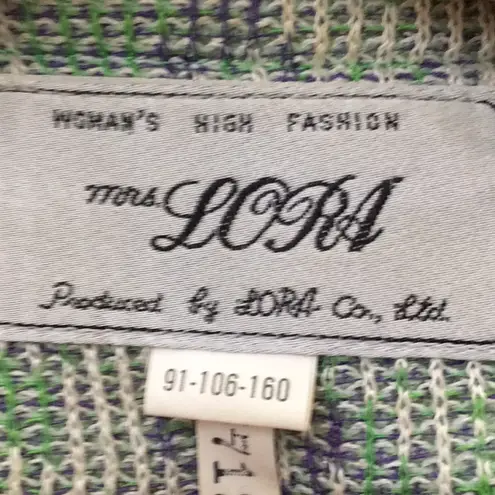 WOMAN'S HIGH FASHION
Mrs. LORA
Produced by LORA Co., Ltd.
91-106-160